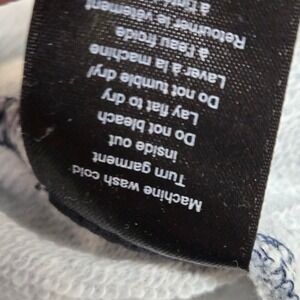 Machine wash cold
Turn garment
inside out
Do not bleach
Lay flat to dry
Do not tumble dry/
Laver à la machine
à l'eau froide
Retourner le vêtement